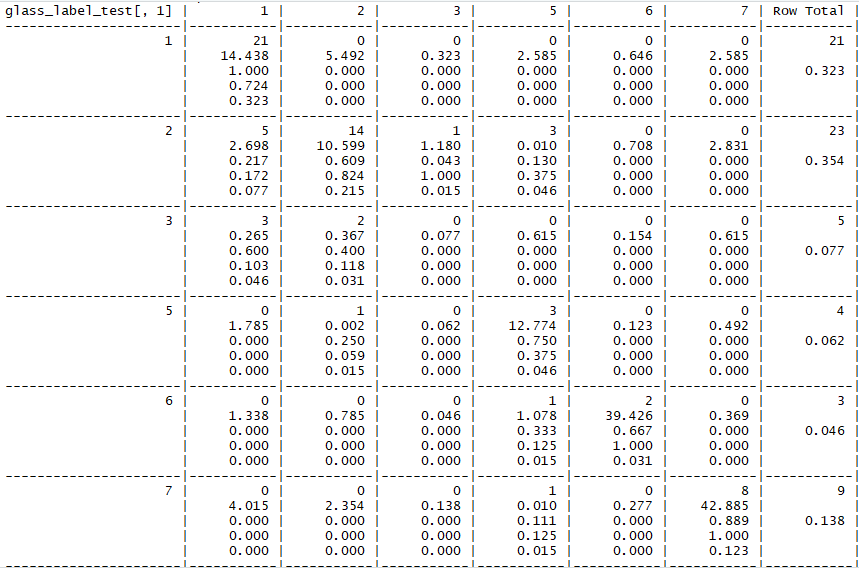 glass_label_test[, 1] | 1 | 2 | 3 | 5 | 6 | 7 | Row Total |
----------------------|-----------|-----------|-----------|-----------|-----------|-----------|-----------|
1 | 21 | 0 | 0 | 0 | 0 | 0 | 21 |
| 14.438 | 5.492 | 0.323 | 2.585 | 0.646 | 2.585 | |
| 1.000 | 0.000 | 0.000 | 0.000 | 0.000 | 0.000 | 0.323 |
| 0.724 | 0.000 | 0.000 | 0.000 | 0.000 | 0.000 | |
| 0.323 | 0.000 | 0.000 | 0.000 | 0.000 | 0.000 | |
----------------------|-----------|-----------|-----------|-----------|-----------|-----------|-----------|
2 | 5 | 14 | 1 | 3 | 0 | 0 | 23 |
| 2.698 | 10.599 | 1.180 | 0.010 | 0.708 | 2.831 | |
| 0.217 | 0.609 | 0.043 | 0.130 | 0.000 | 0.000 | 0.354 |
| 0.172 | 0.824 | 1.000 | 0.375 | 0.000 | 0.000 | |
| 0.077 | 0.215 | 0.015 | 0.046 | 0.000 | 0.000 | |
----------------------|-----------|-----------|-----------|-----------|-----------|-----------|-----------|
3 | 3 | 2 | 0 | 0 | 0 | 0 | 5 |
| 0.265 | 0.367 | 0.077 | 0.615 | 0.154 | 0.615 | |
| 0.600 | 0.400 | 0.000 | 0.000 | 0.000 | 0.000 | 0.077 |
| 0.103 | 0.118 | 0.000 | 0.000 | 0.000 | 0.000 | |
| 0.046 | 0.031 | 0.000 | 0.000 | 0.000 | 0.000 | |
----------------------|-----------|-----------|-----------|-----------|-----------|-----------|-----------|
5 | 0 | 1 | 0 | 3 | 0 | 0 | 4 |
| 1.785 | 0.002 | 0.062 | 12.774 | 0.123 | 0.492 | |
| 0.000 | 0.250 | 0.000 | 0.750 | 0.000 | 0.000 | 0.062 |
| 0.000 | 0.059 | 0.000 | 0.375 | 0.000 | 0.000 | |
| 0.000 | 0.015 | 0.000 | 0.046 | 0.000 | 0.000 | |
----------------------|-----------|-----------|-----------|-----------|-----------|-----------|-----------|
6 | 0 | 0 | 0 | 1 | 2 | 0 | 3 |
| 1.338 | 0.785 | 0.046 | 1.078 | 39.426 | 0.369 | |
| 0.000 | 0.000 | 0.000 | 0.333 | 0.667 | 0.000 | 0.046 |
| 0.000 | 0.000 | 0.000 | 0.125 | 1.000 | 0.000 | |
| 0.000 | 0.000 | 0.000 | 0.015 | 0.031 | 0.000 | |
----------------------|-----------|-----------|-----------|-----------|-----------|-----------|-----------|
7 | 0 | 0 | 0 | 1 | 0 | 8 | 9 |
| 4.015 | 2.354 | 0.138 | 0.010 | 0.277 | 42.885 | |
| 0.000 | 0.000 | 0.000 | 0.111 | 0.000 | 0.889 | 0.138 |
| 0.000 | 0.000 | 0.000 | 0.125 | 0.000 | 1.000 | |
| 0.000 | 0.000 | 0.000 | 0.015 | 0.000 | 0.123 | |
----------------------|-----------|-----------|-----------|-----------|-----------|-----------|-----------|